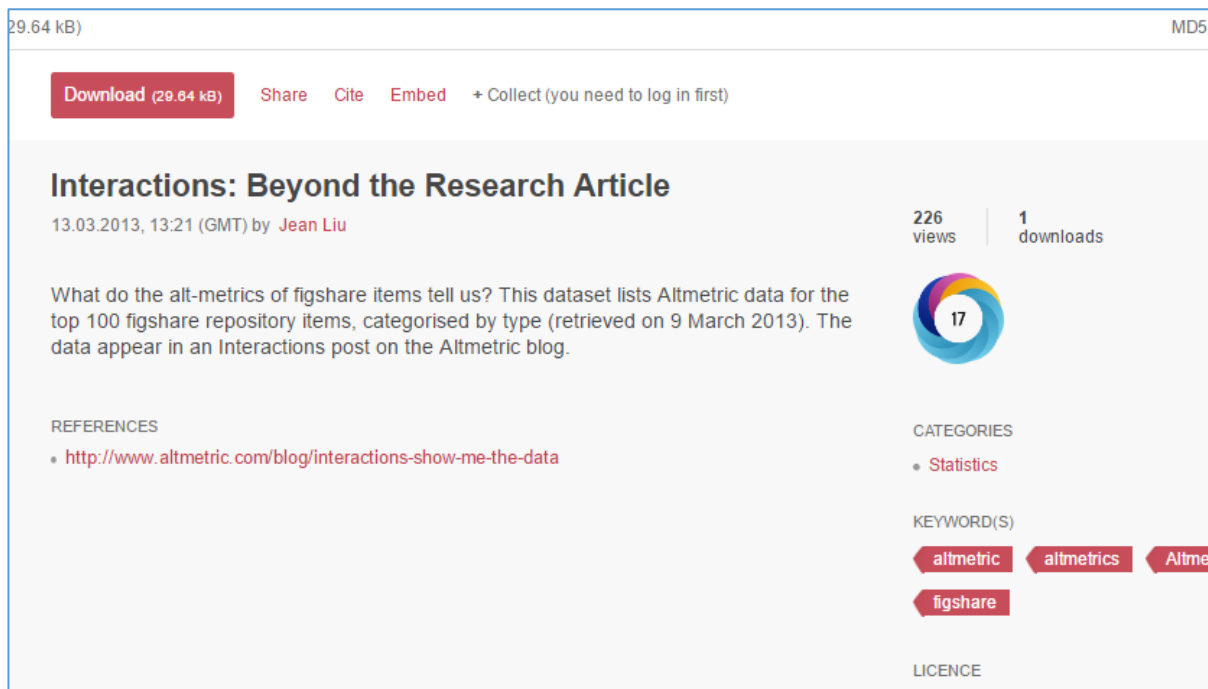 29.64 kB)
MD5
Download (29.64 kB) Share Cite Embed + Collect (you need to log in first)
Interactions: Beyond the Research Article
13.03.2013, 13:21 (GMT) by Jean Liu
What do the alt-metrics of figshare items tell us? This dataset lists Altmetric data for the
top 100 figshare repository items, categorised by type (retrieved on 9 March 2013). The
data appear in an Interactions post on the Altmetric blog.
REFERENCES
• http://www.altmetric.com/blog/interactions-show-me-the-data
226 1
views downloads
17
CATEGORIES
• Statistics
KEYWORD(S)
altmetric altmetrics Altme
figshare
LICENCE